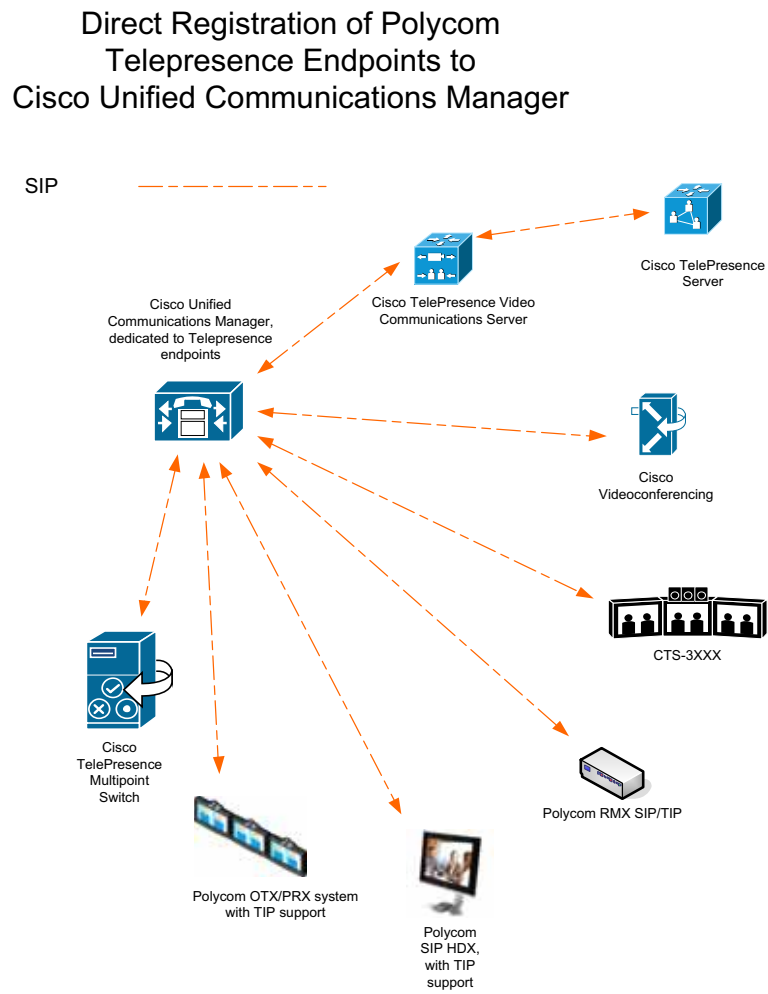 Direct Registration of Polycom
Telepresence Endpoints to
Cisco Unified Communications Manager
SIP
Cisco TelePresence
Server
Cisco TelePresence Video
Communications Server
Cisco Unified
Communications Manager,
dedicated to Telepresence
endpoints
Cisco
Videoconferencing
CTS-3XXX
Cisco
TelePresence
Multipoint
Switch
Polycom RMX SIP/TIP
Polycom OTX/PRX system
with TIP support
Polycom
SIP HDX,
with TIP
support